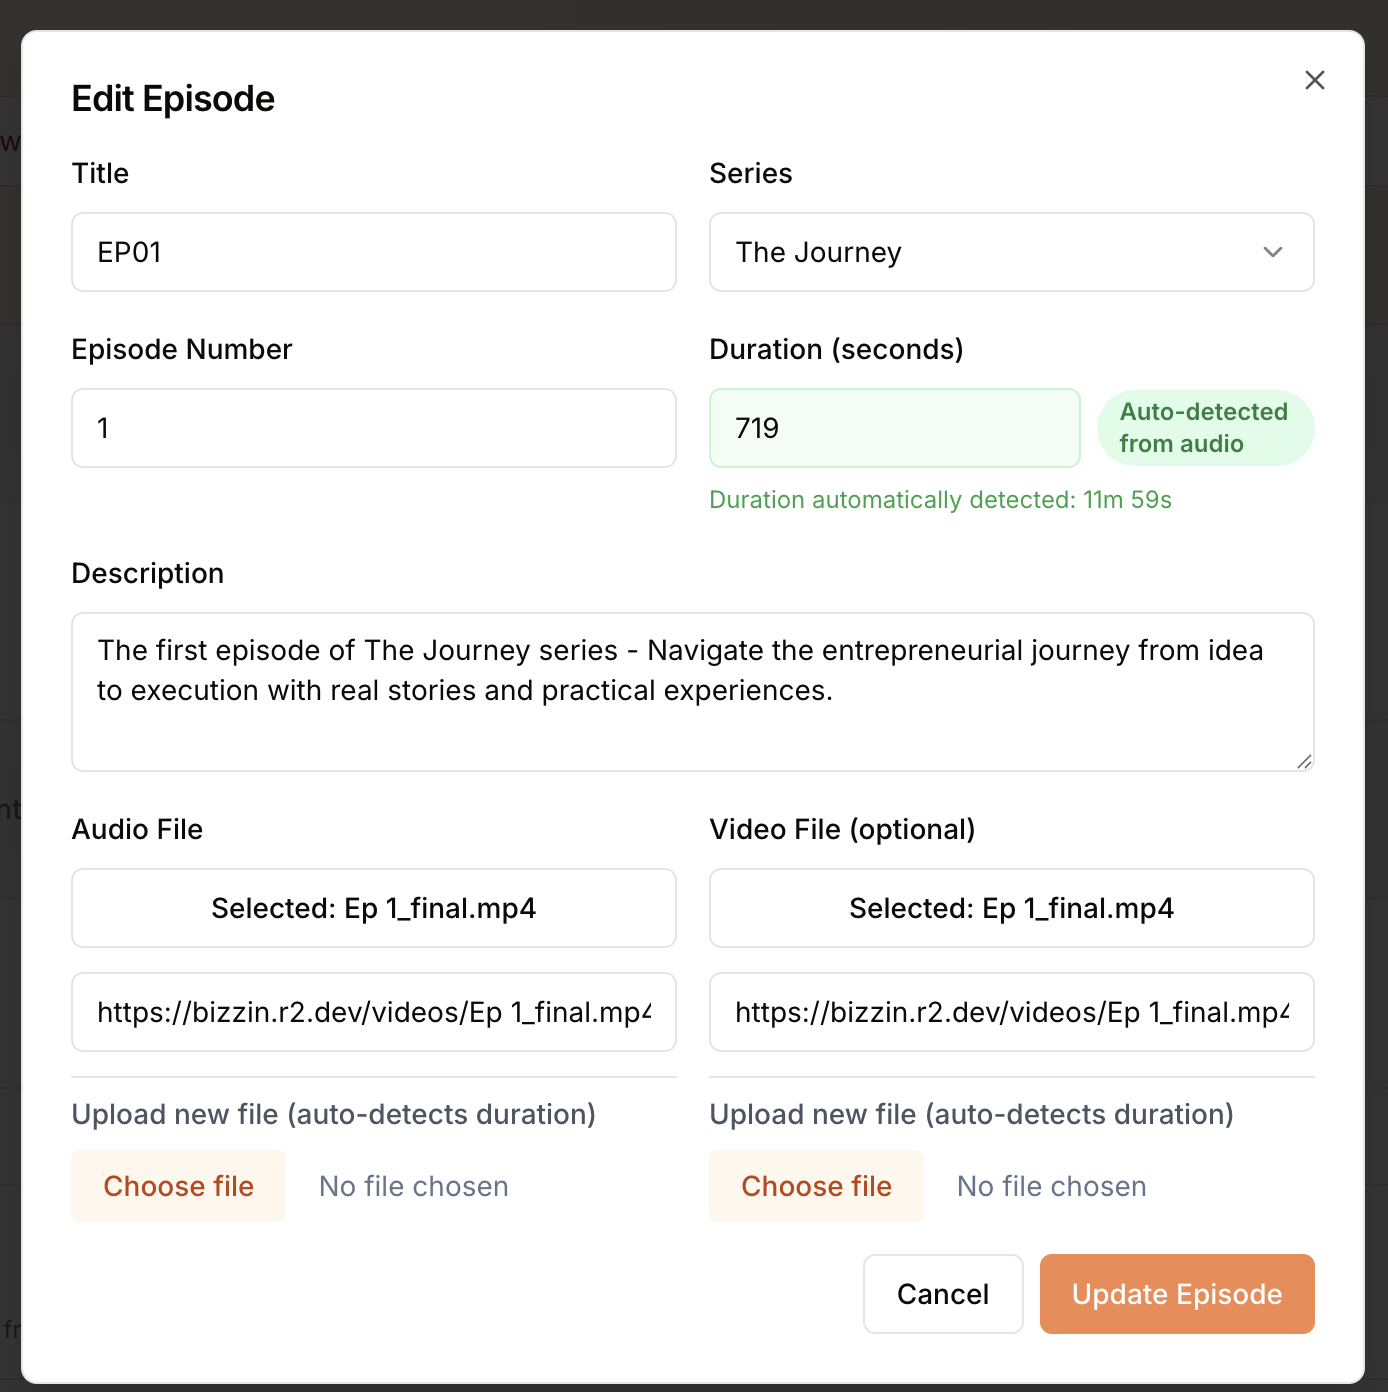 Edit Episode
Title
Series
EP01
The Journey
Episode Number
Duration (seconds)
1
719
Auto-detected
from audio
Duration automatically detected: 11m 59s
Description
The first episode of The Journey series - Navigate the entrepreneurial journey from idea
to execution with real stories and practical experiences.
Audio File
Video File (optional)
Selected: Ep 1_final.mp4
Selected: Ep 1_final.mp4
https://bizzin.r2.dev/videos/Ep 1_final.mp4
https://bizzin.r2.dev/videos/Ep 1_final.mp4
Upload new file (auto-detects duration)
Upload new file (auto-detects duration)
Choose file No file chosen
Choose file No file chosen
Cancel
Update Episode